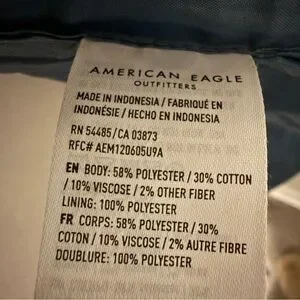 AMERICAN EAGLE
OUTFITTERS
MADE IN INDONESIA / FABRIQUÉ EN
INDONÉSIE / HECHO EN INDONESIA
RN 54485/CA 03873
RFC# AEM120605U9A
EN BODY: 58% POLYESTER / 30% COTTON
/ 10% VISCOSE / 2% OTHER FIBER
LINING: 100% POLYESTER
FR CORPS: 58% POLYESTER / 30%
COTON / 10% VISCOSE / 2% AUTRE FIBRE
DOUBLURE: 100% POLYESTER